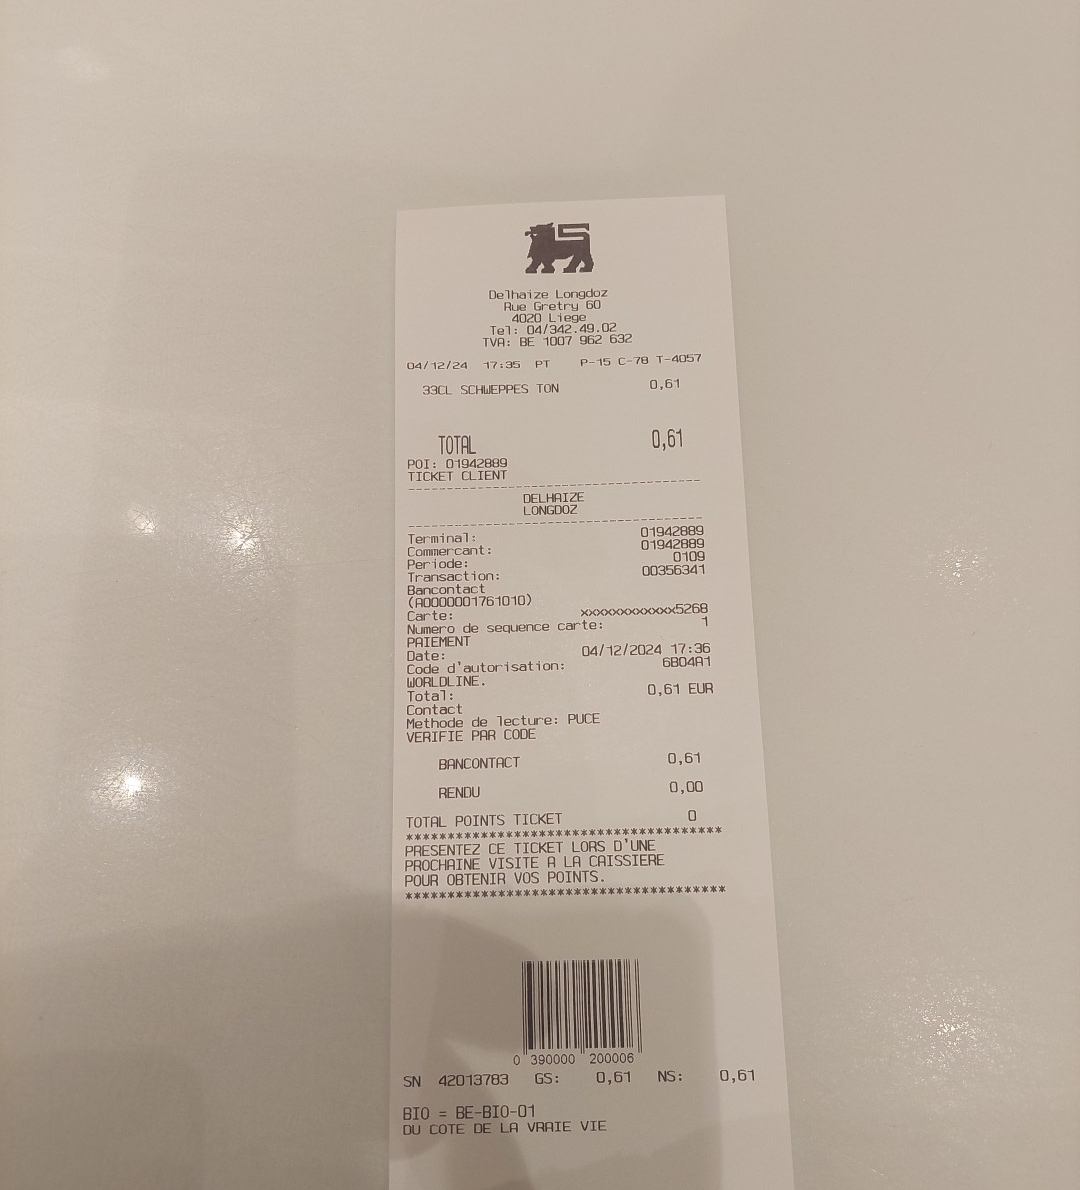 Delhaize Longdoz
Rue Gretry 60
4020 Liege
Tel: 04/342.49.02
TVA: BE 1007 962 632
04/12/24 17:35 PT P-15 C-78 T-4057
33CL SCHWEPPES TON 0,61
TOTAL 0,61
POI: 01942889
TICKET CLIENT
DELHAIZE
LONGDOZ
Terminal: 01942889
Commercant: 01942889
Periode: 0109
Transaction: 00356341
Bancontact
(A0000001761010)
Carte: xxxxxxxxxxxx5268
Numero de sequence carte: 1
PAIEMENT
Date: 04/12/2024 17:36
Code d'autorisation: 6B04A1
WORLDLINE.
Total: 0,61 EUR
Contact
Methode de lecture: PUCE
VERIFIE PAR CODE
BANCONTACT 0,61
RENDU 0,00
TOTAL POINTS TICKET 0
***************************************
PRESENTEZ CE TICKET LORS D'UNE
PROCHAINE VISITE A LA CAISSIERE
POUR OBTENIR VOS POINTS.
***************************************
0 390000 200006
SN 42013783 GS: 0,61 NS: 0,61
BIO = BE-BIO-01
DU COTE DE LA VRAIE VIE